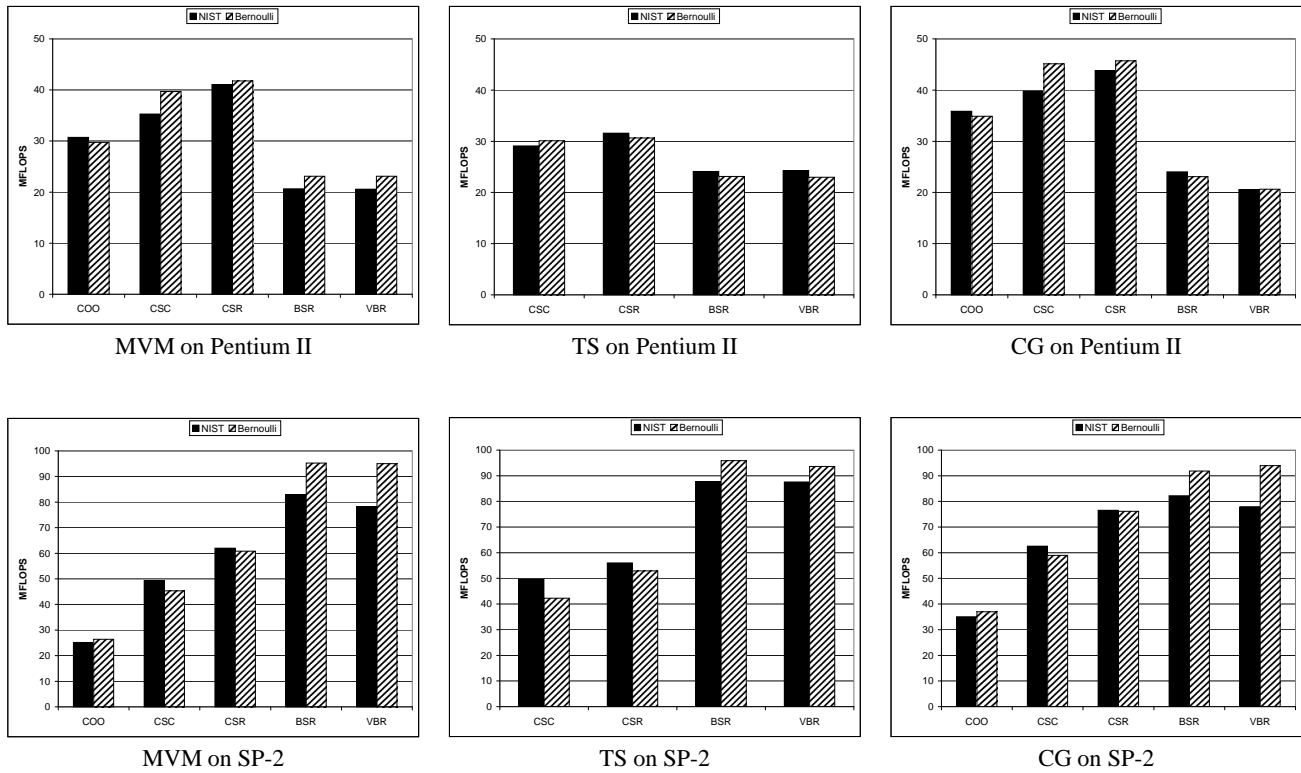 NIST Bernoulli
50
40
30
20
10
0
MFLOPS
COO CSC CSR BSR VBR
MVM on Pentium II
NIST Bernoulli
50
40
30
20
10
0
MFLOPS
CSC CSR BSR VBR
TS on Pentium II
NIST Bernoulli
50
40
30
20
10
0
MFLOPS
COO CSC CSR BSR VBR
CG on Pentium II
NIST Bernoulli
100
90
80
70
60
50
40
30
20
10
0
MFLOPS
COO CSC CSR BSR VBR
MVM on SP-2
NIST Bernoulli
100
90
80
70
60
50
40
30
20
10
0
MFLOPS
CSC CSR BSR VBR
TS on SP-2
NIST Bernoulli
100
90
80
70
60
50
40
30
20
10
0
MFLOPS
COO CSC CSR BSR VBR
CG on SP-2